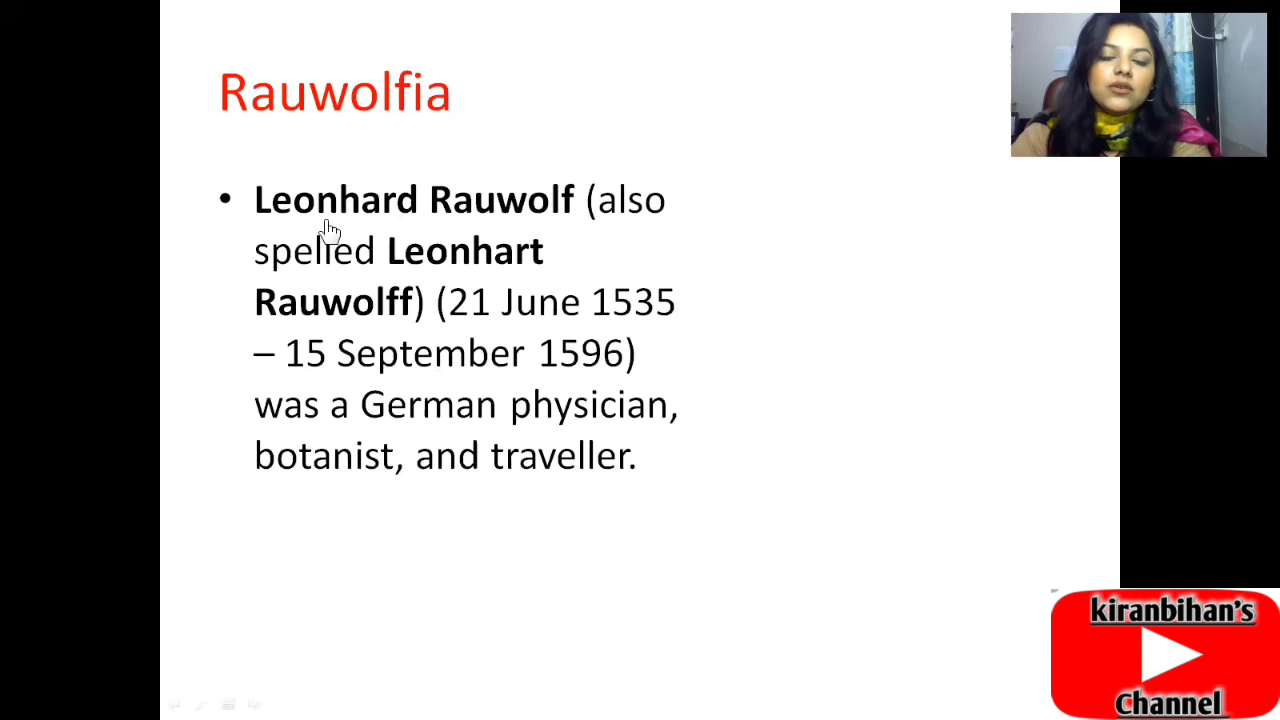 Rauwolfia
• Leonhard Rauwolf (also
spelled Leonhart
Rauwolff) (21 June 1535
– 15 September 1596)
was a German physician,
botanist, and traveller.
kiranbihan's
Channel